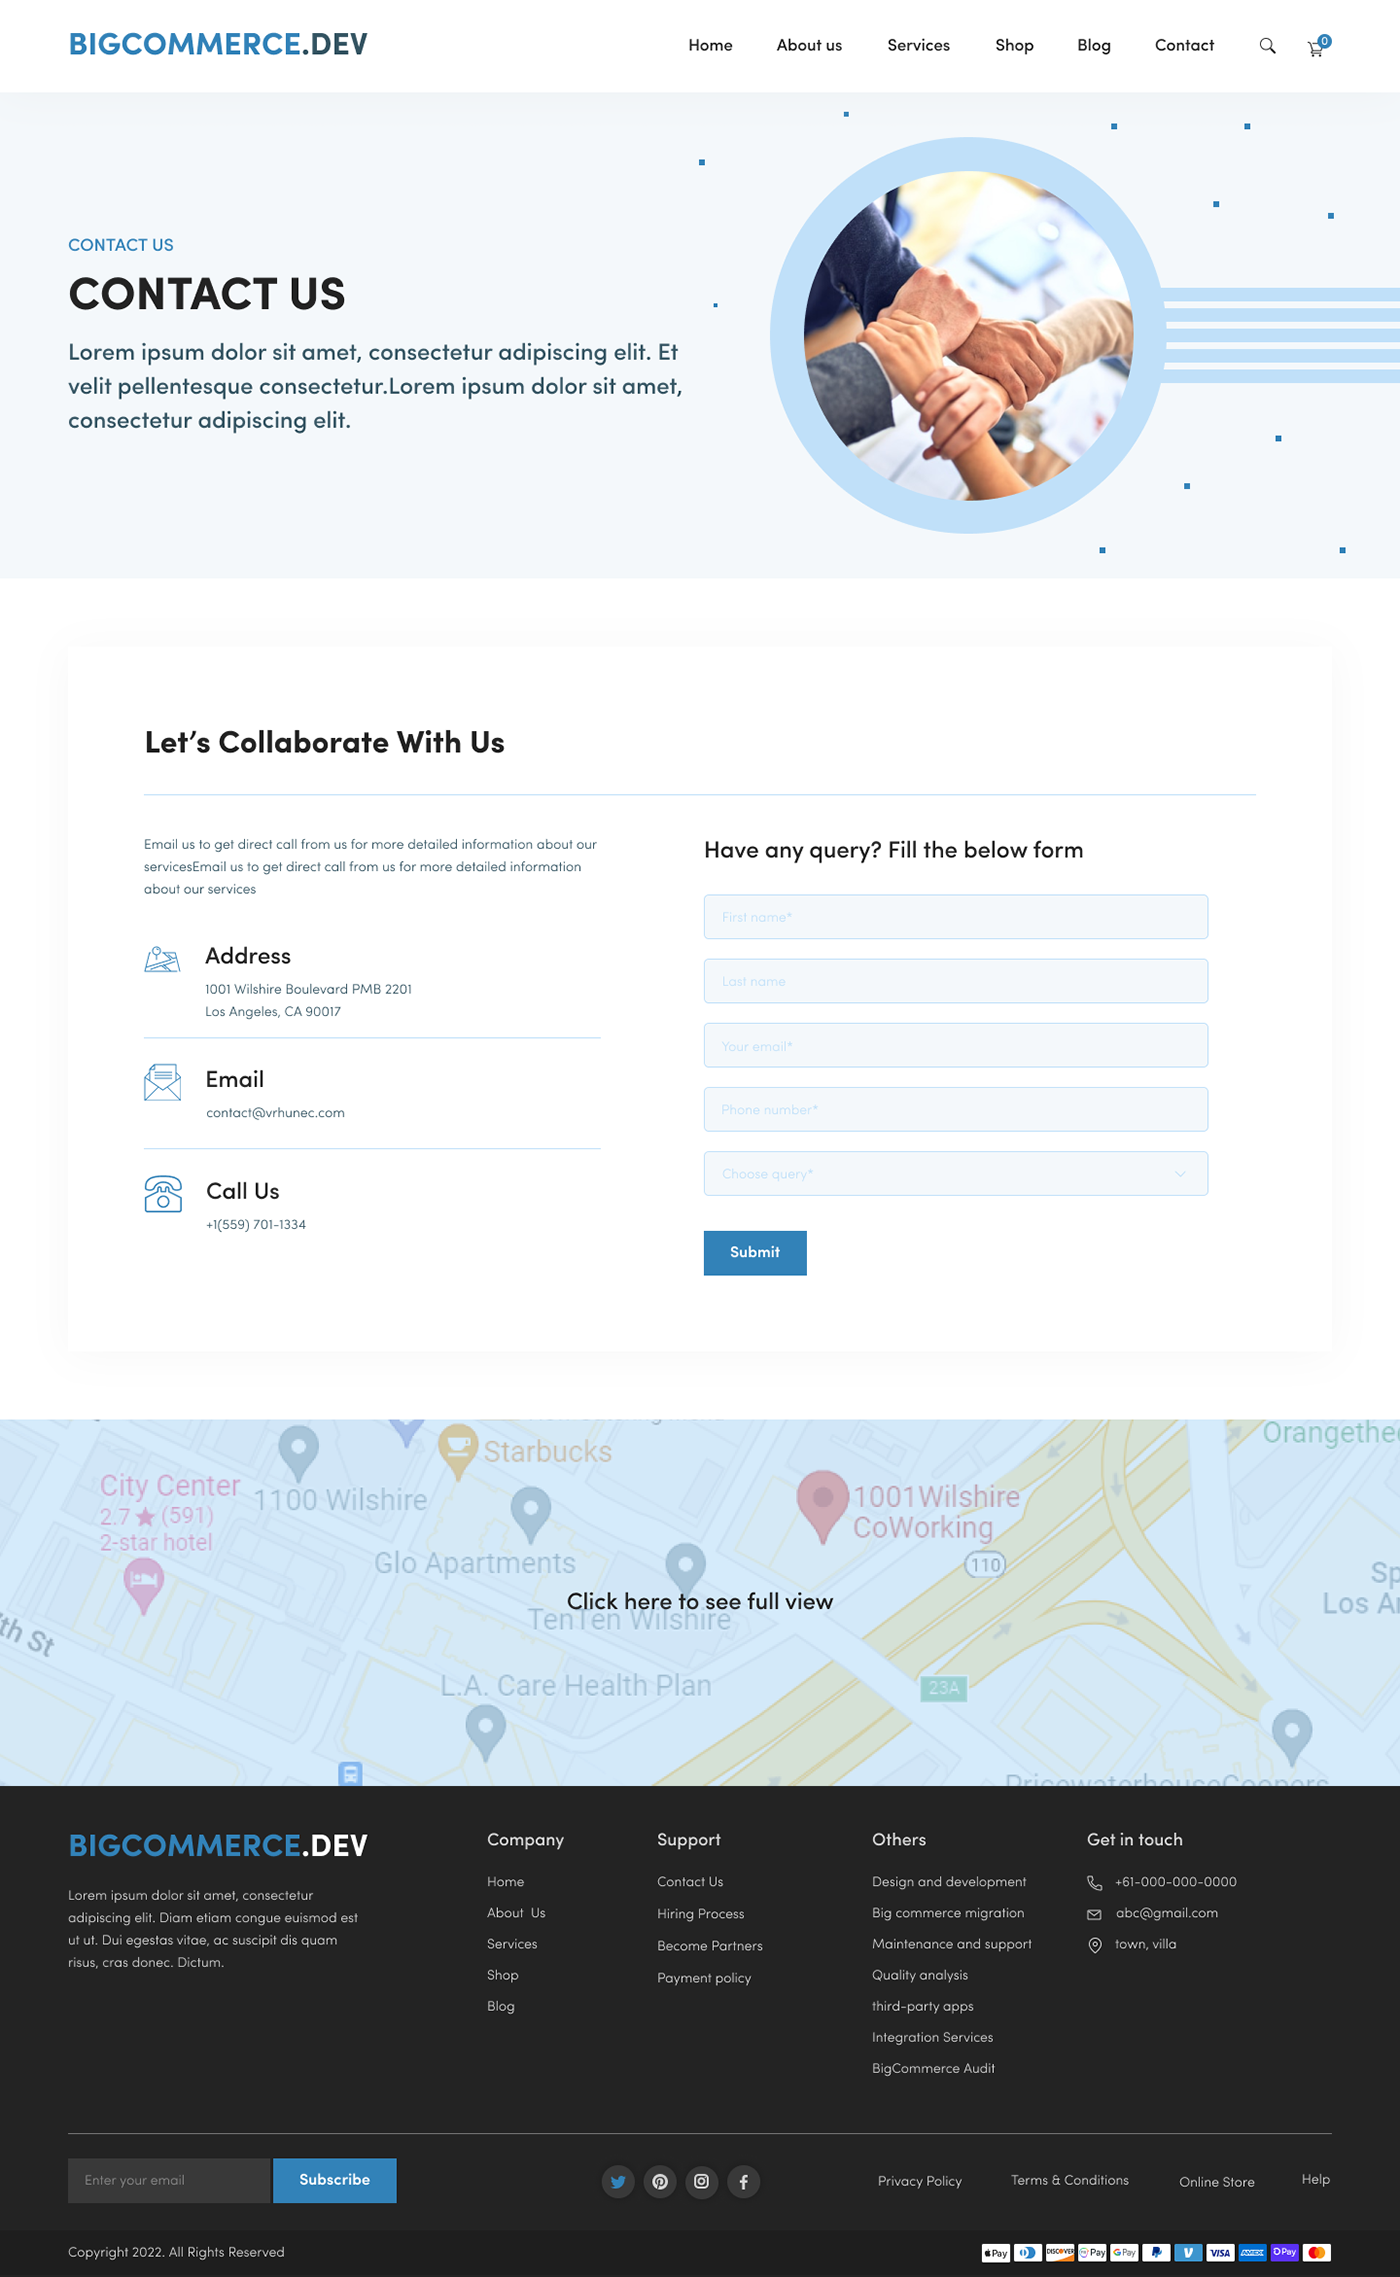 BIGCOMMERCE.DEV
Home
About us
Services
Shop
Blog
Contact
0
CONTACT US
CONTACT US
Lorem ipsum dolor sit amet, consectetur adipiscing elit. Et
velit pellentesque consectetur.Lorem ipsum dolor sit amet,
consectetur adipiscing elit.
Let's Collaborate With Us
Email us to get direct call from us for more detailed information about our
servicesEmail us to get direct call from us for more detailed information
about our services
Address
1001 Wilshire Boulevard PMB 2201
Los Angeles, CA 90017
Email
contact@vrhunec.com
Call Us
+1(559) 701-1334
Have any query? Fill the below form
First name*
Last name
Your email*
Phone number*
Choose query*
Submit
Starbucks
Orangethe
City Center
2.7 ★ (591)
2-star hotel
1100 Wilshire
1001Wilshire
CoWorking
Glo Apartments
110
Click here to see full view
TenTen Wilshire
Sp
Los An
th St
L.A. Care Health Plan
23A
PricewaterhouseCoopers
BIGCOMMERCE.DEV
Lorem ipsum dolor sit amet, consectetur
adipiscing elit. Diam etiam congue euismod est
ut ut. Dui egestas vitae, ac suscipit dis quam
risus, cras donec. Dictum.
Company
Home
About Us
Services
Shop
Blog
Support
Contact Us
Hiring Process
Become Partners
Payment policy
Others
Design and development
Big commerce migration
Maintenance and support
Quality analysis
third-party apps
Integration Services
BigCommerce Audit
Get in touch
+61-000-000-0000
abc@gmail.com
town, villa
Enter your email
Subscribe
Privacy Policy
Terms & Conditions
Online Store
Help
Copyright 2022. All Rights Reserved
Pay
DISCOVER
Pay
G Pay
VISA
AMEX
Pay